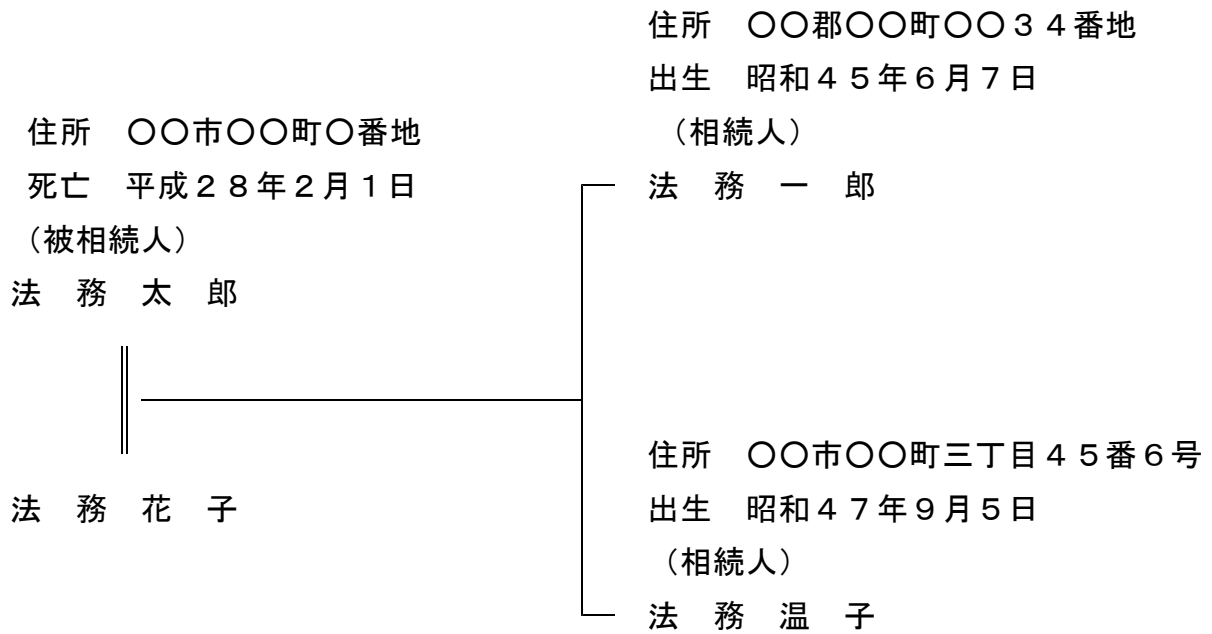 住所　〇〇郡〇〇町〇〇３４番地
出生　昭和４５年６月７日
（相続人）
法　務　一　郎
住所　〇〇市〇〇町〇番地
死亡　平成２８年２月１日
（被相続人）
法　務　太　郎
法　務　花　子
住所　〇〇市〇〇町三丁目４５番６号
出生　昭和４７年９月５日
（相続人）
法　務　温　子